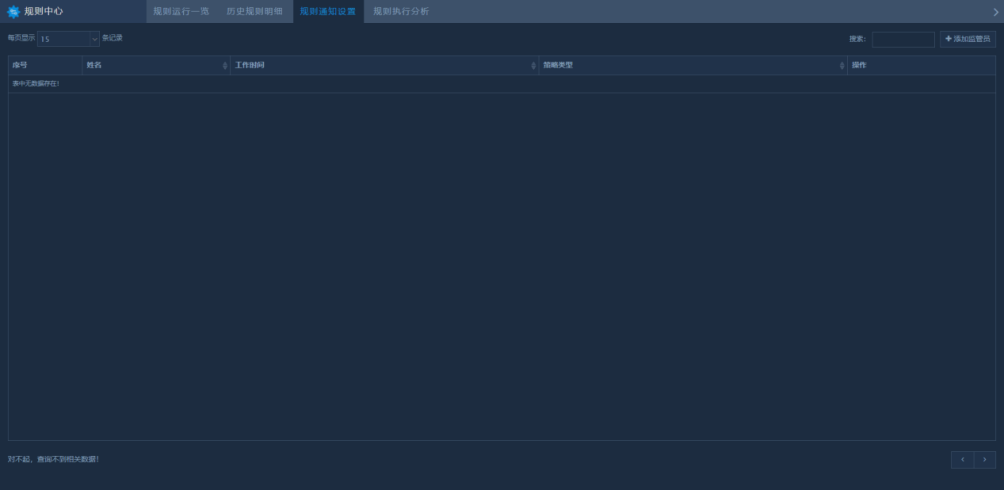 规则中心
规则运行一览 历史规则明细 规则通知设置 规则执行分析
每页显示 15 条记录
搜索: 添加监管员
序号 姓名 工作时间 策略类型 操作
表中无数据存在!
对不起, 查询不到相关数据!